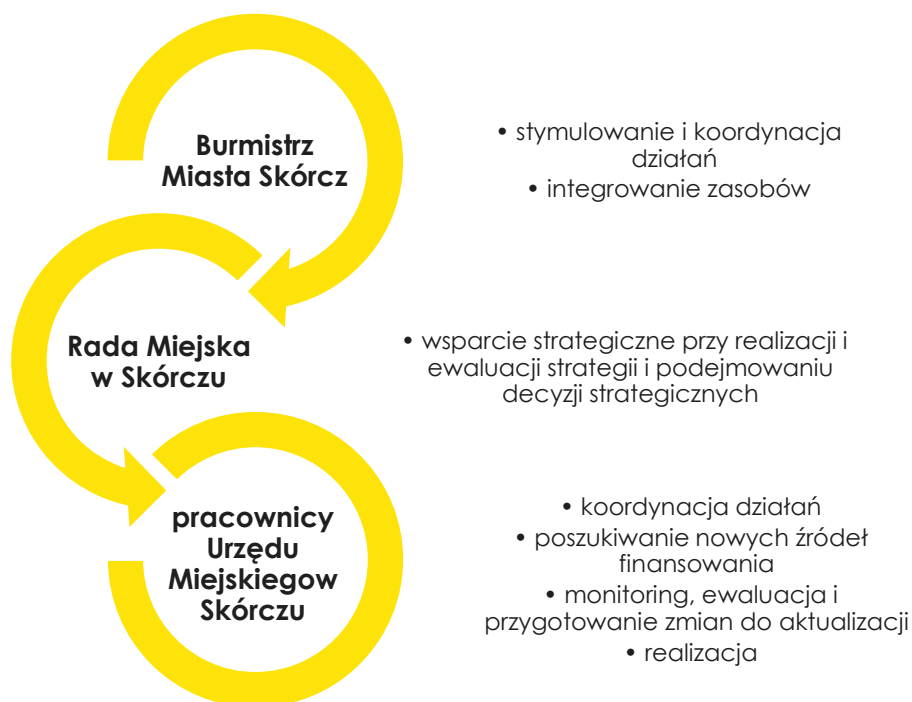 Burmistrz
Miasta Skórcz
• stymulowanie i koordynacja
działań
• integrowanie zasobów
Rada Miejska
w Skórczu
• wsparcie strategiczne przy realizacji i
ewaluacji strategii i podejmowaniu
decyzji strategicznych
pracownicy
Urzędu
Miejskiegow
Skórczu
• koordynacja działań
• poszukiwanie nowych źródeł
finansowania
• monitoring, ewaluacja i
przygotowanie zmian do aktualizacji
• realizacja